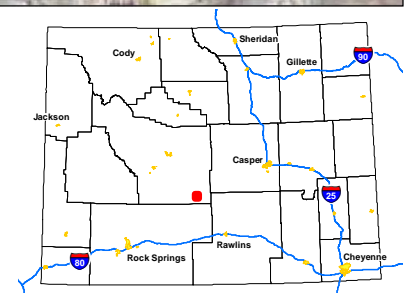 Sheridan
Cody
90
Gillette
Jackson
Casper
25
Rawlins
Cheyenne
80
Rock Springs